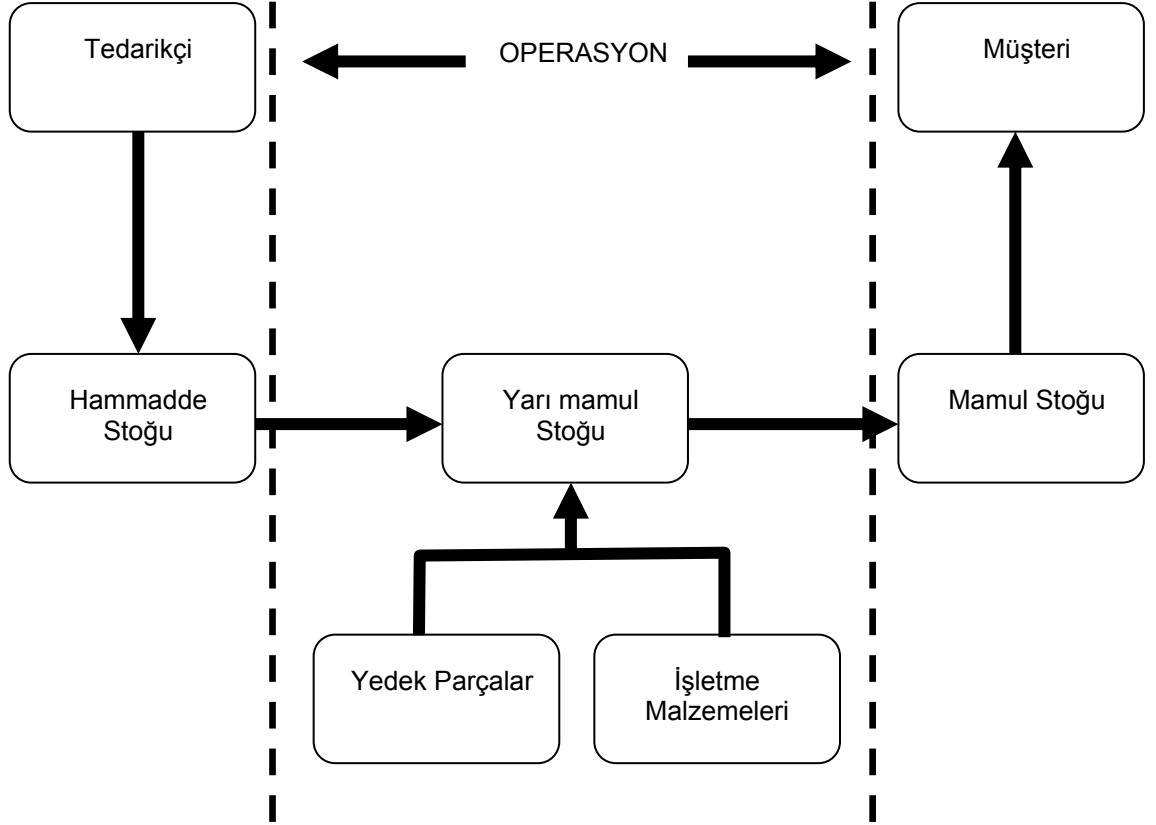 Tedarikçi
OPERASYON
Müşteri
Hammadde
Stoğu
Yarı mamul
Stoğu
Mamul Stoğu
Yedek Parçalar
İşletme
Malzemeleri